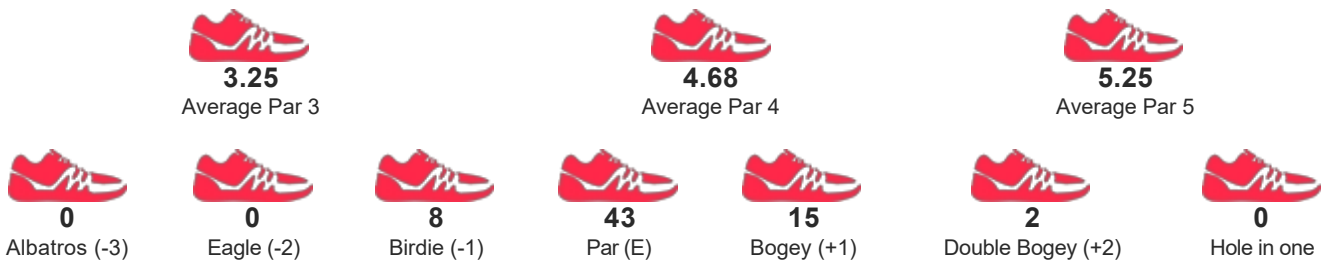 3.25 4.68 5.25
Average Par 3 Average Par 4 Average Par 5
0 0 8 43 15 2 0
Albatros (-3) Eagle (-2) Birdie (-1) Par (E) Bogey (+1) Double Bogey (+2) Hole in one